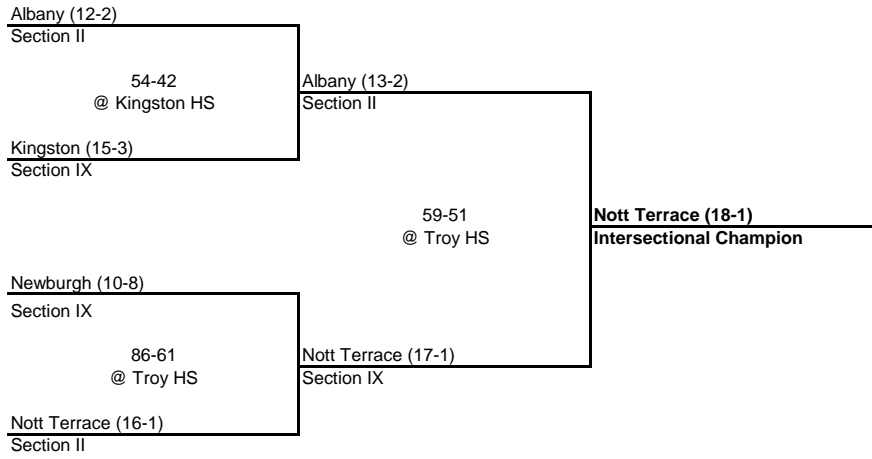 Albany (12-2)
Section II
54-42
@ Kingston HS
Albany (13-2)
Section II
Kingston (15-3)
Section IX
59-51
@ Troy HS
Nott Terrace (18-1)
Intersectional Champion
Newburgh (10-8)
Section IX
86-61
@ Troy HS
Nott Terrace (17-1)
Section IX
Nott Terrace (16-1)
Section II